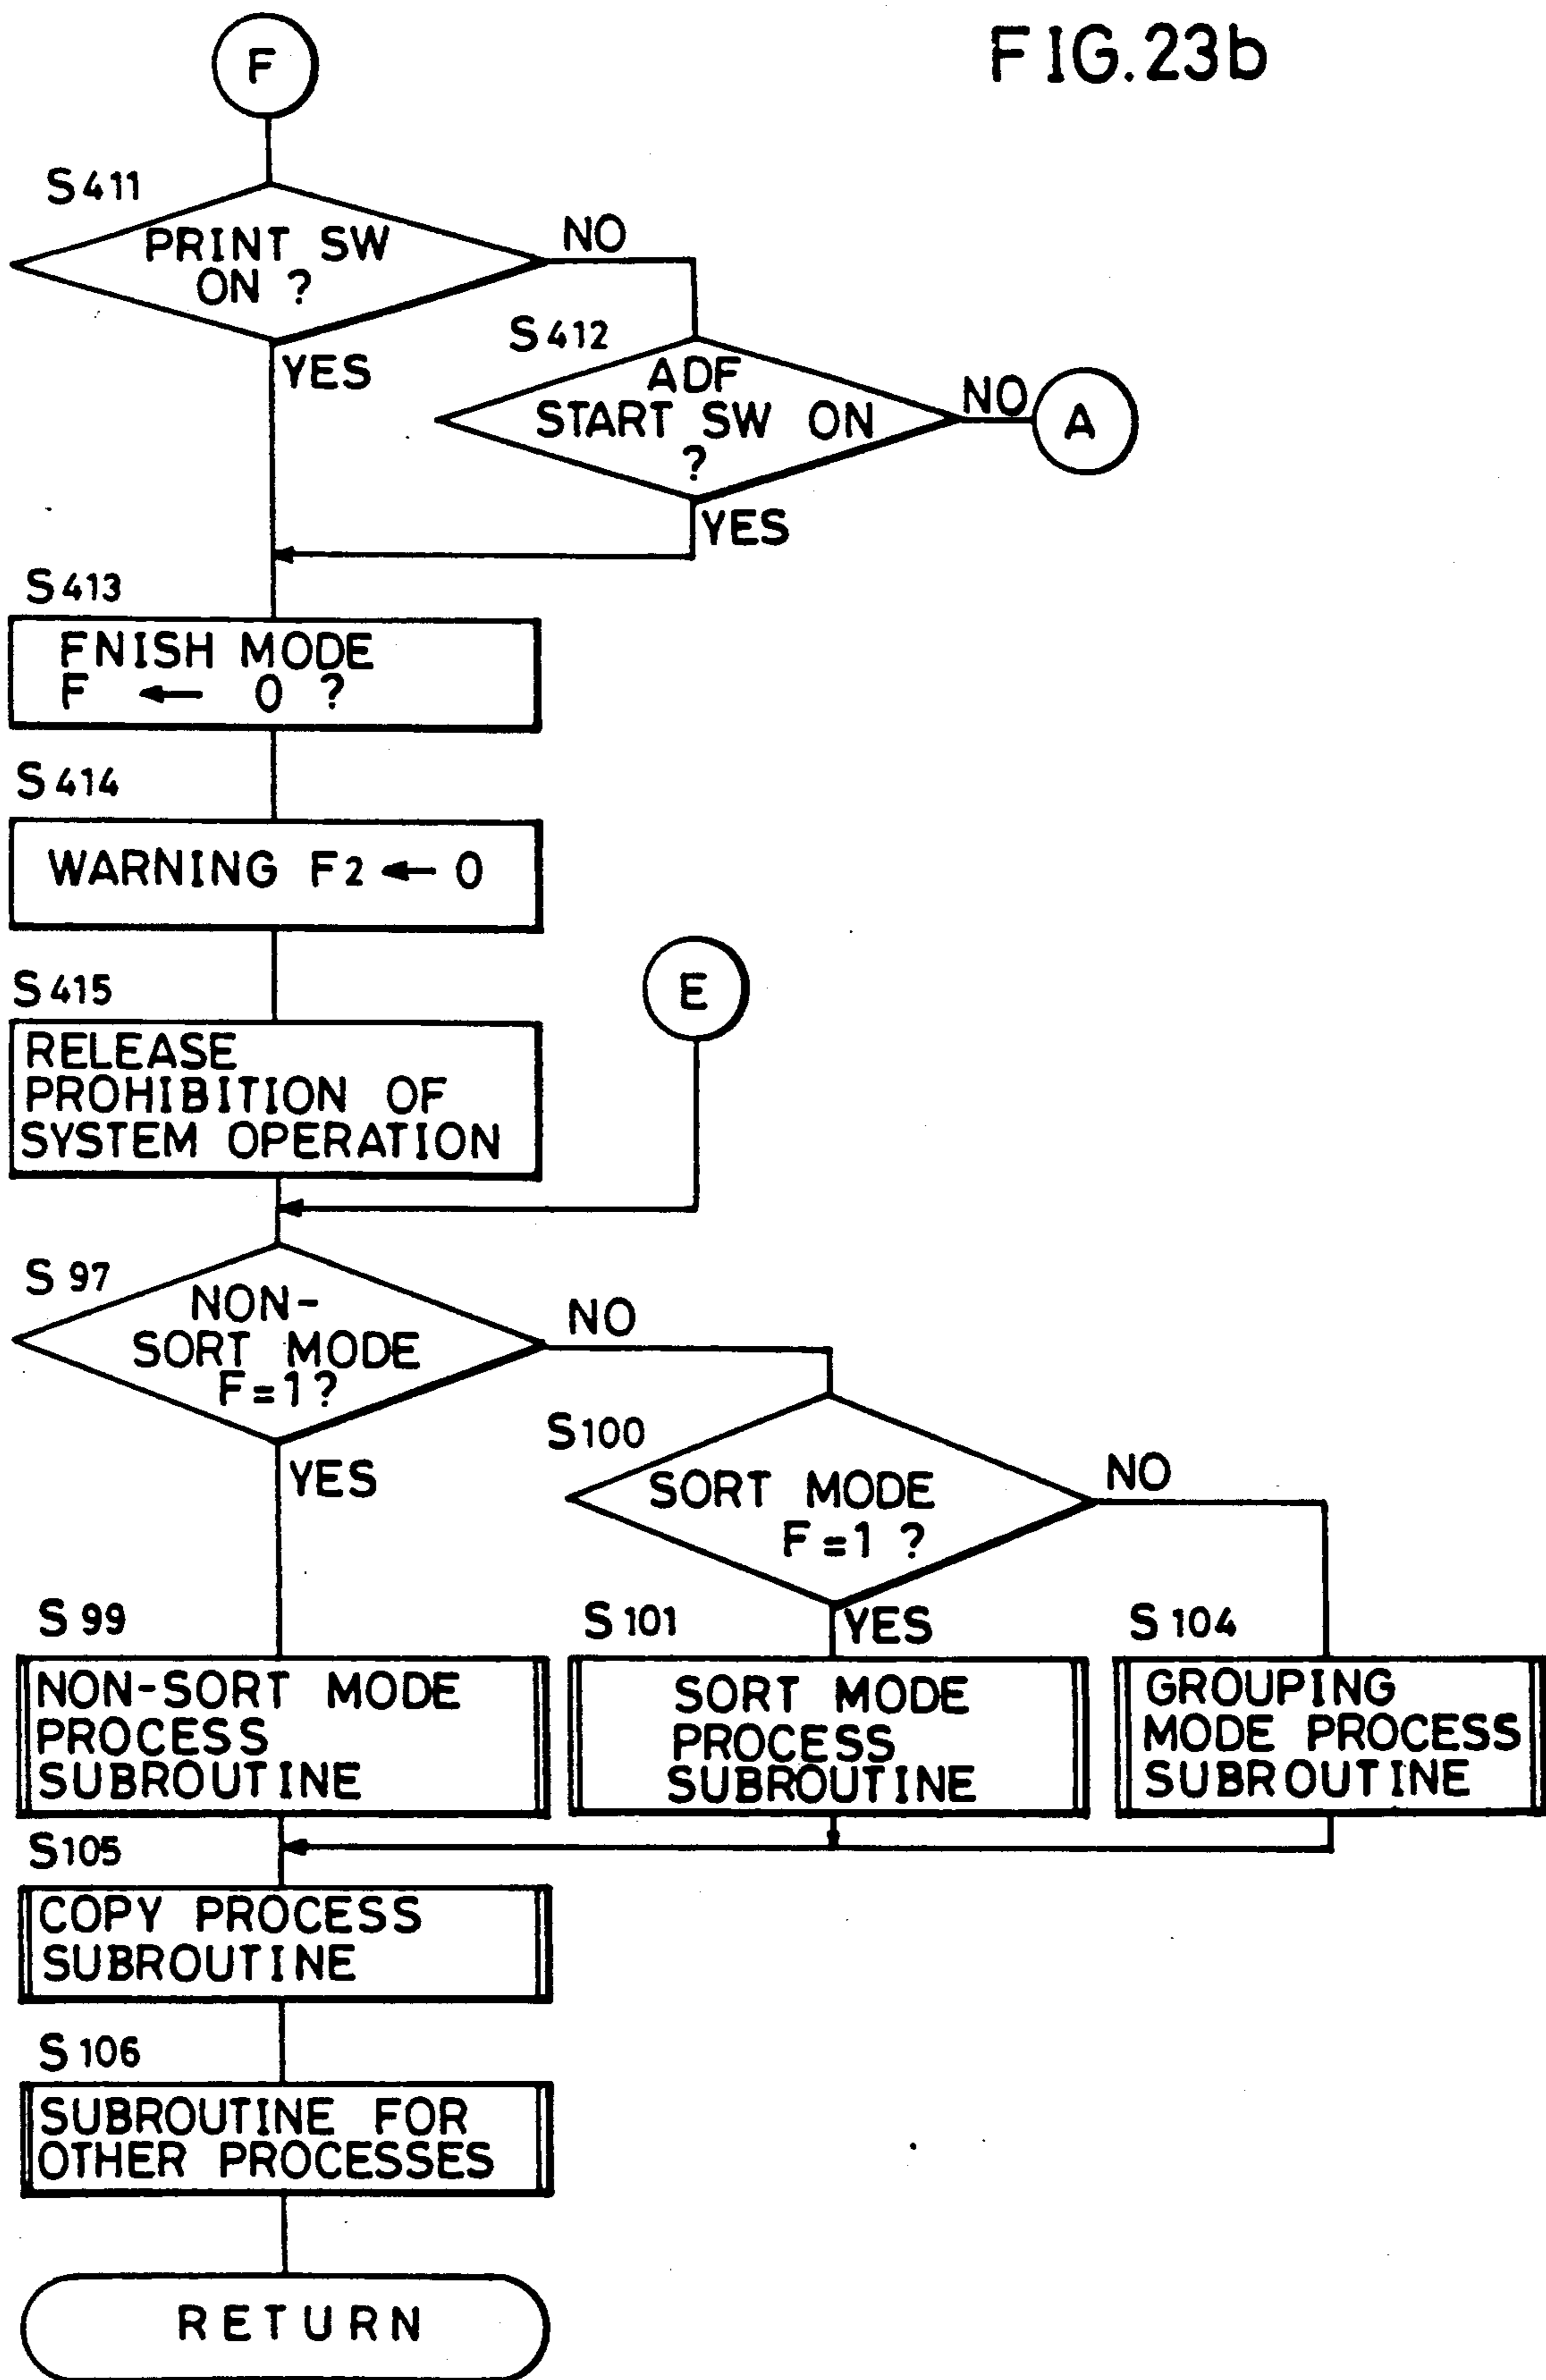 FIG.23b
F
S411
PRINT SW
ON ?
NO
YES
S412
ADF
START SW ON
?
NO
A
YES
S413
FNISH MODE
F ← 0 ?
S414
WARNING F2 ← 0
S415
RELEASE
PROHIBITION OF
SYSTEM OPERATION
E
S97
NON-
SORT MODE
F=1?
NO
YES
S100
SORT MODE
F=1 ?
NO
YES
S99
NON-SORT MODE
PROCESS
SUBROUTINE
S101
SORT MODE
PROCESS
SUBROUTINE
S104
GROUPING
MODE PROCESS
SUBROUTINE
S105
COPY PROCESS
SUBROUTINE
S106
SUBROUTINE FOR
OTHER PROCESSES
RETURN